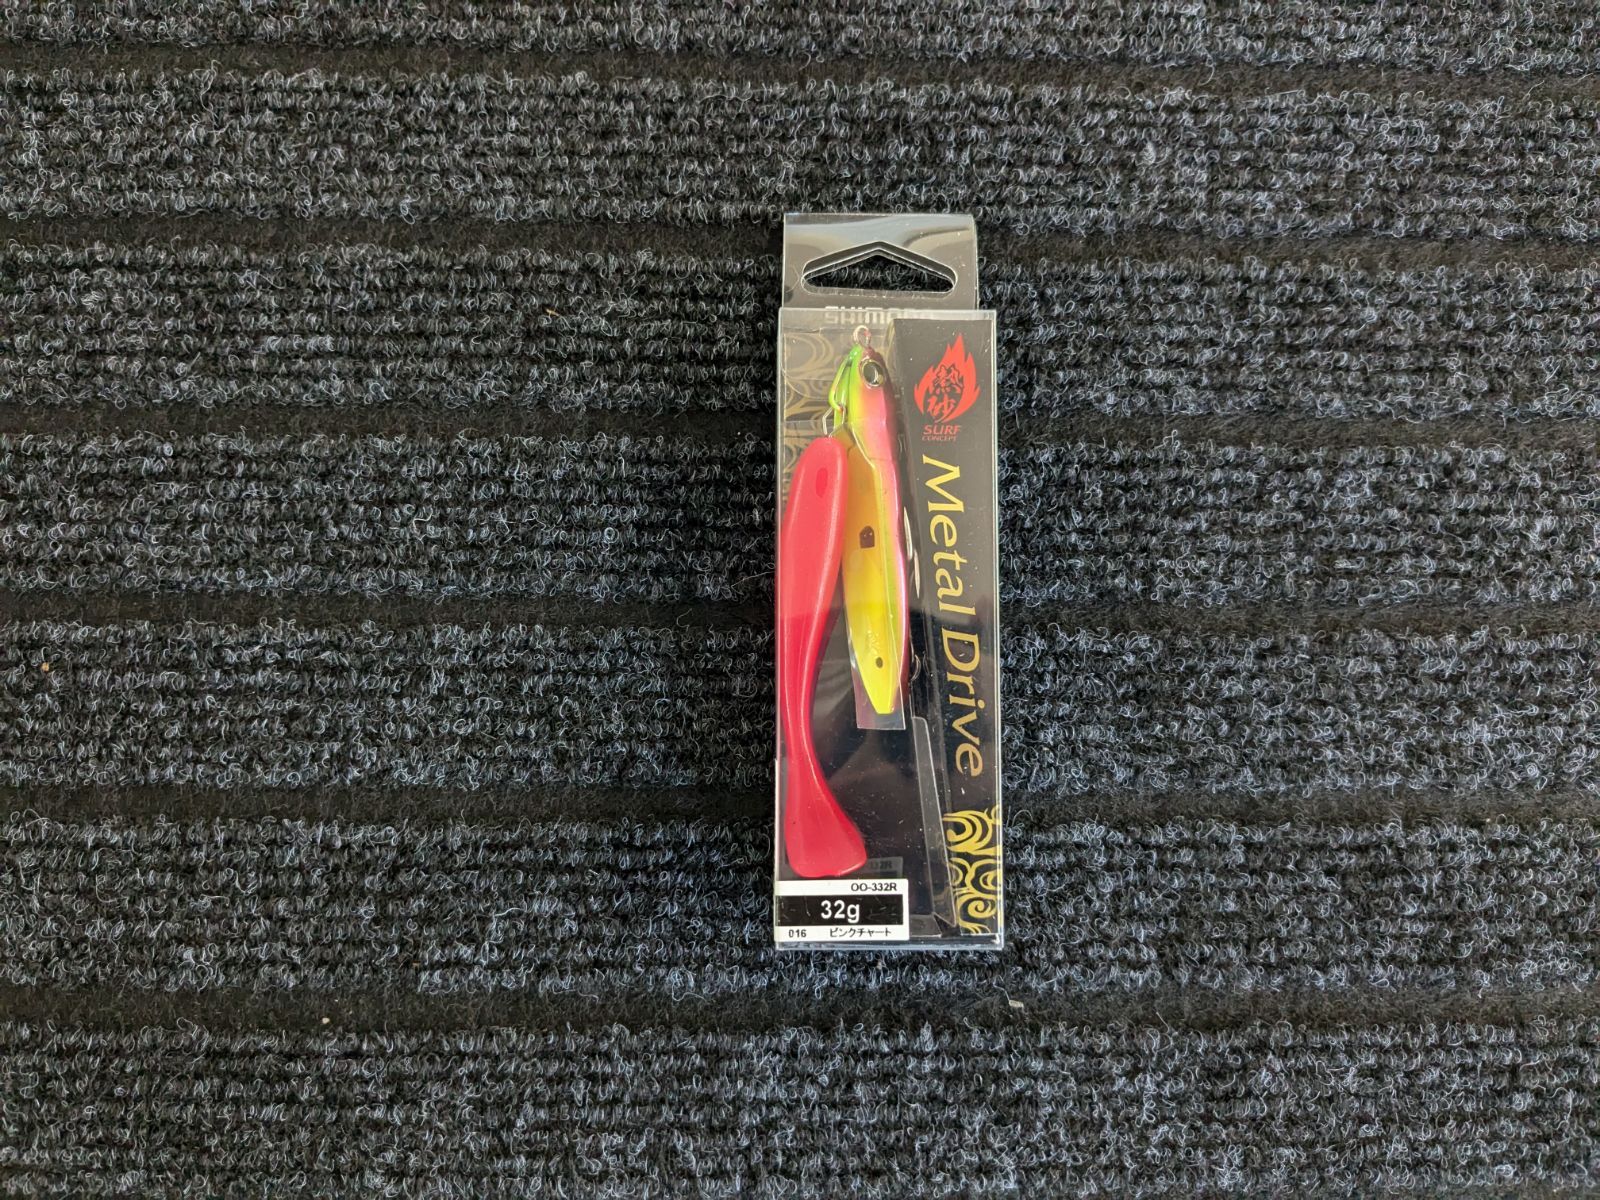 SHIMANO
熱砂
SURF
CONCEPT
Metal Drive
OO-332R
32g
016 ピンクチャート